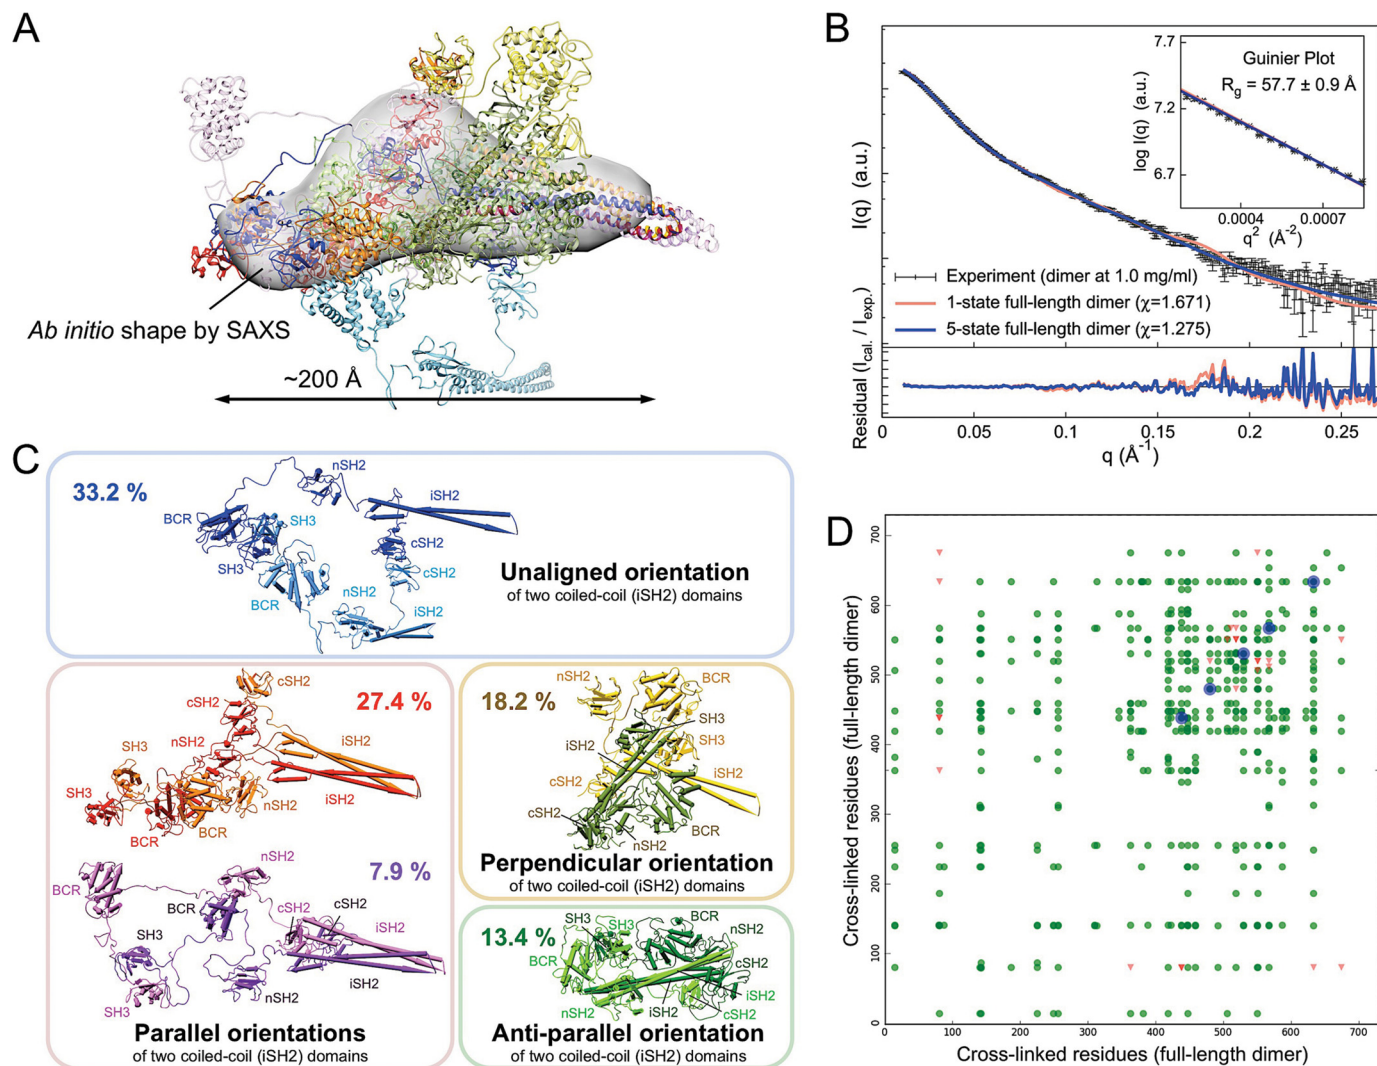 A
Ab initio shape by SAXS
~200 Å
B
I(q) (a.u.)
7.7
7.2
6.7
log I(q) (a.u.)
Guinier Plot
Rg = 57.7 ± 0.9 Å
0.0004
0.0007
q² (Å⁻²)
Experiment (dimer at 1.0 mg/ml)
1-state full-length dimer (χ=1.671)
5-state full-length dimer (χ=1.275)
Residual (Ical. / Iexp.)
0
0.05
0.1
0.15
0.2
0.25
q (Å⁻¹)
C
33.2 %
nSH2
iSH2
BCR
SH3
SH3
cSH2
cSH2
BCR
nSH2
iSH2
Unaligned orientation
of two coiled-coil (iSH2) domains
27.4 %
cSH2
cSH2
nSH2
iSH2
SH3
SH3
iSH2
nSH2
BCR
BCR
7.9 %
nSH2
BCR
BCR
cSH2
cSH2
iSH2
SH3
iSH2
nSH2
SH3
Parallel orientations
of two coiled-coil (iSH2) domains
18.2 %
nSH2
BCR
SH3
iSH2
SH3
cSH2
iSH2
cSH2
BCR
nSH2
Perpendicular orientation
of two coiled-coil (iSH2) domains
13.4 %
SH3
SH3
BCR
nSH2
BCR
cSH2
iSH2
nSH2
iSH2
cSH2
Anti-parallel orientation
of two coiled-coil (iSH2) domains
D
Cross-linked residues (full-length dimer)
700
600
500
400
300
200
100
0
0
100
200
300
400
500
600
700
Cross-linked residues (full-length dimer)